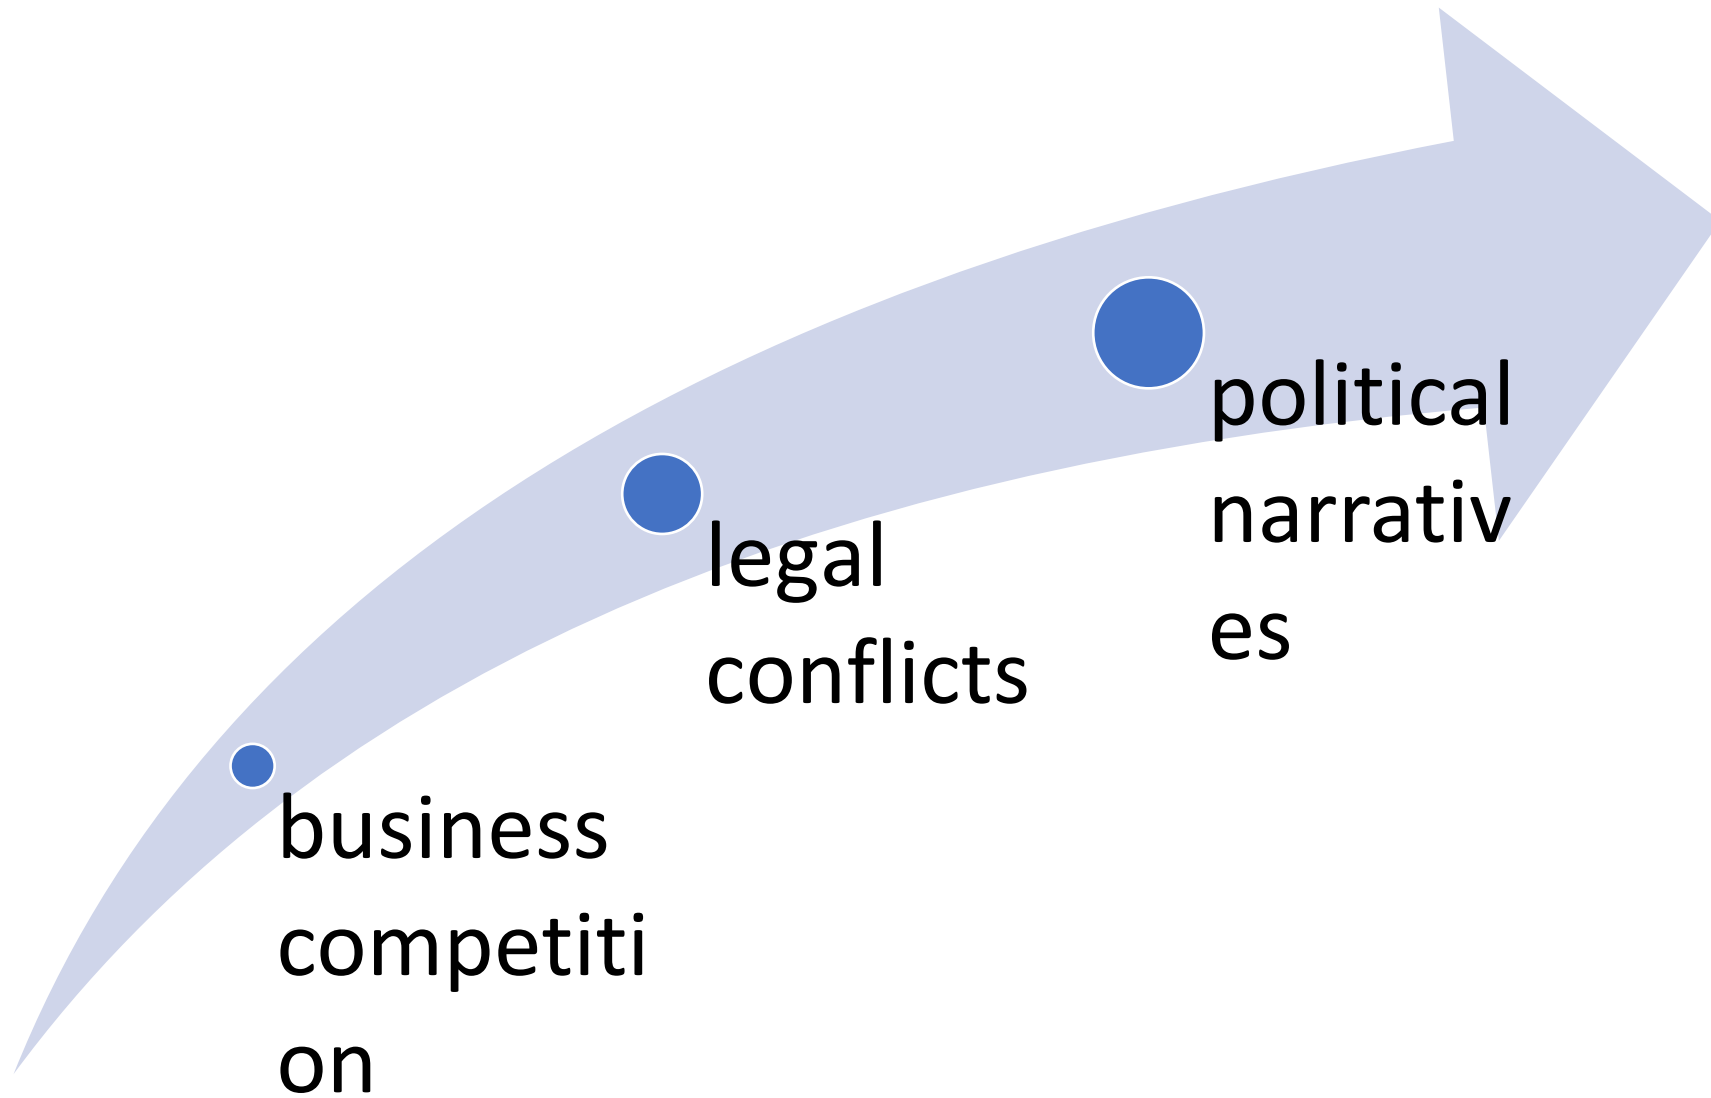 business
competiti
on
legal
conflicts
political
narrativ
es